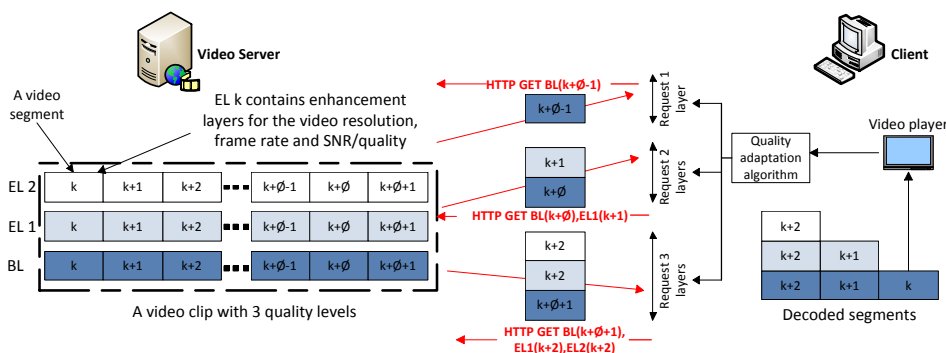 Video Server
Client
A video
segment
EL k contains enhancement
layers for the video resolution,
frame rate and SNR/quality
HTTP GET BL(k+Ø-1)
k+Ø-1
Request 1
layer
EL 2
k k+1 k+2 k+Ø-1 k+Ø k+Ø+1
EL 1
k k+1 k+2 k+Ø-1 k+Ø k+Ø+1
BL
k k+1 k+2 k+Ø-1 k+Ø k+Ø+1
A video clip with 3 quality levels
k+1
k+Ø
Request 2
layers
HTTP GET BL(k+Ø),EL1(k+1)
k+2
k+2
k+Ø+1
Request 3
layers
HTTP GET BL(k+Ø+1),
EL1(k+2),EL2(k+2)
Quality
adaptation
algorithm
Video player
k+2
k+2 k+1
k+2 k+1 k
Decoded segments